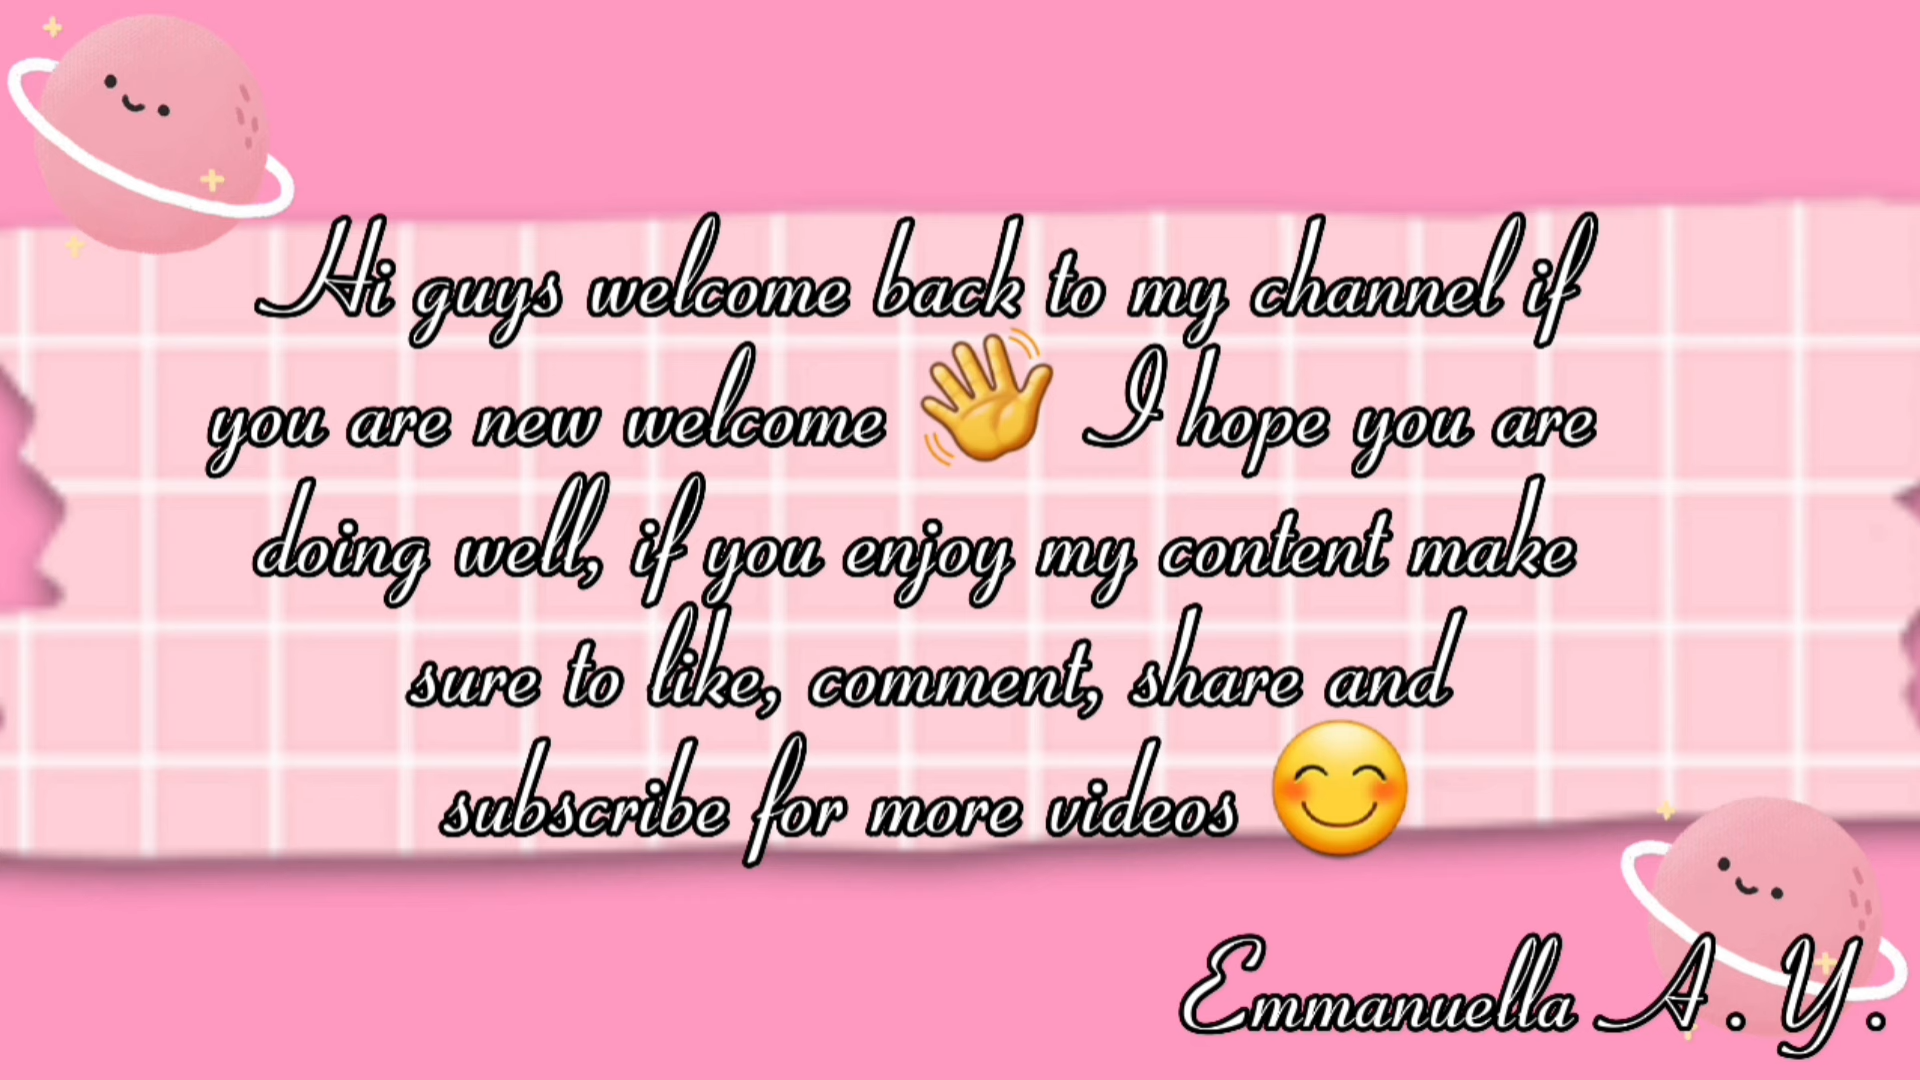 Hi guys welcome back to my channel if
you are new welcome 👋 I hope you are
doing well, if you enjoy my content make
sure to like, comment, share and
subscribe for more videos 😊
Emmanuella A . Y .